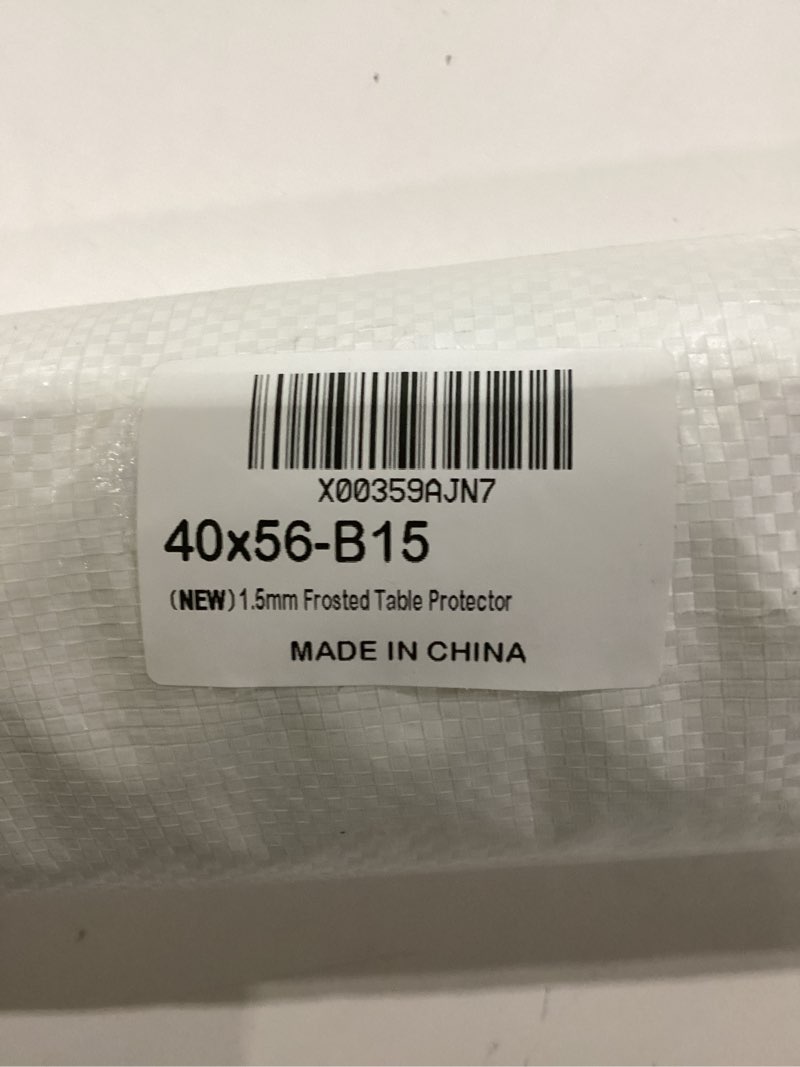 X00359AJN7
40x56-B15
(NEW)1.5mm Frosted Table Protector
MADE IN CHINA